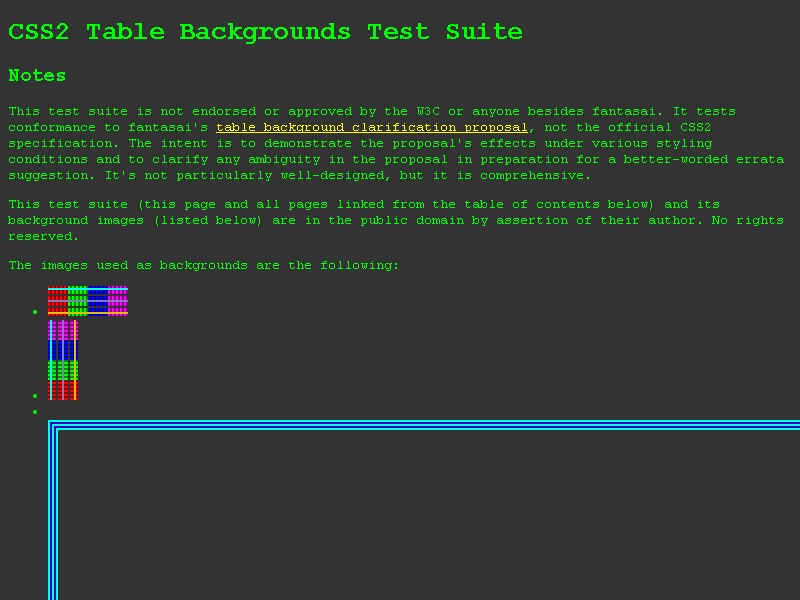 CSS2 Table Backgrounds Test Suite
Notes
This test suite is not endorsed or approved by the W3C or anyone besides fantasai. It tests
conformance to fantasai's table background clarification proposal, not the official CSS2
specification. The intent is to demonstrate the proposal's effects under various styling
conditions and to clarify any ambiguity in the proposal in preparation for a better-worded errata
suggestion. It's not particularly well-designed, but it is comprehensive.
This test suite (this page and all pages linked from the table of contents below) and its
background images (listed below) are in the public domain by assertion of their author. No rights
reserved.
The images used as backgrounds are the following: